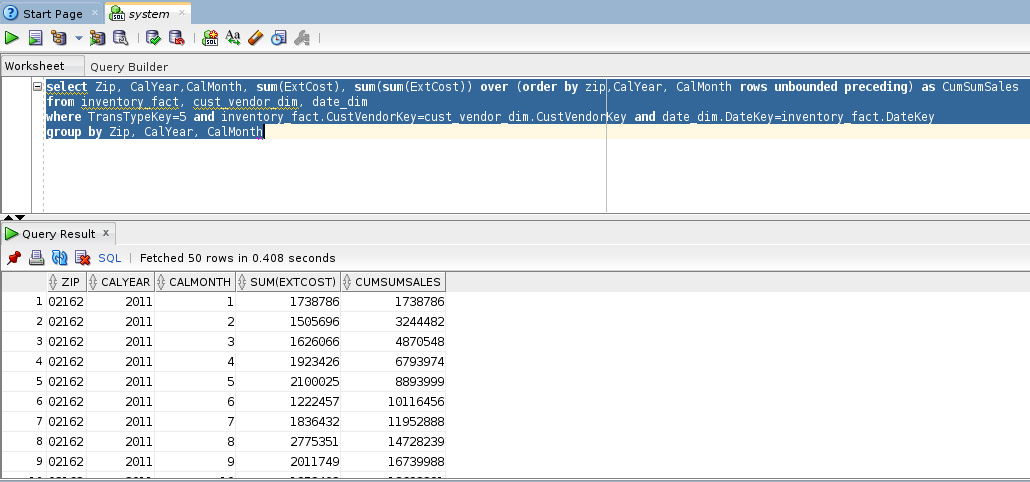 Start Page × system ×
Worksheet Query Builder
select Zip, CalYear,CalMonth, sum(ExtCost), sum(sum(ExtCost)) over (order by zip,CalYear, CalMonth rows unbounded preceding) as CumSumSales
from inventory_fact, cust_vendor_dim, date_dim
where TransTypeKey=5 and inventory_fact.CustVendorKey=cust_vendor_dim.CustVendorKey and date_dim.DateKey=inventory_fact.DateKey
group by Zip, CalYear, CalMonth
Query Result ×
SQL | Fetched 50 rows in 0.408 seconds
ZIP CALYEAR CALMONTH SUM(EXTCOST) CUMSUMSALES
1 02162 2011 1 1738786 1738786
2 02162 2011 2 1505696 3244482
3 02162 2011 3 1626066 4870548
4 02162 2011 4 1923426 6793974
5 02162 2011 5 2100025 8893999
6 02162 2011 6 1222457 10116456
7 02162 2011 7 1836432 11952888
8 02162 2011 8 2775351 14728239
9 02162 2011 9 2011749 16739988